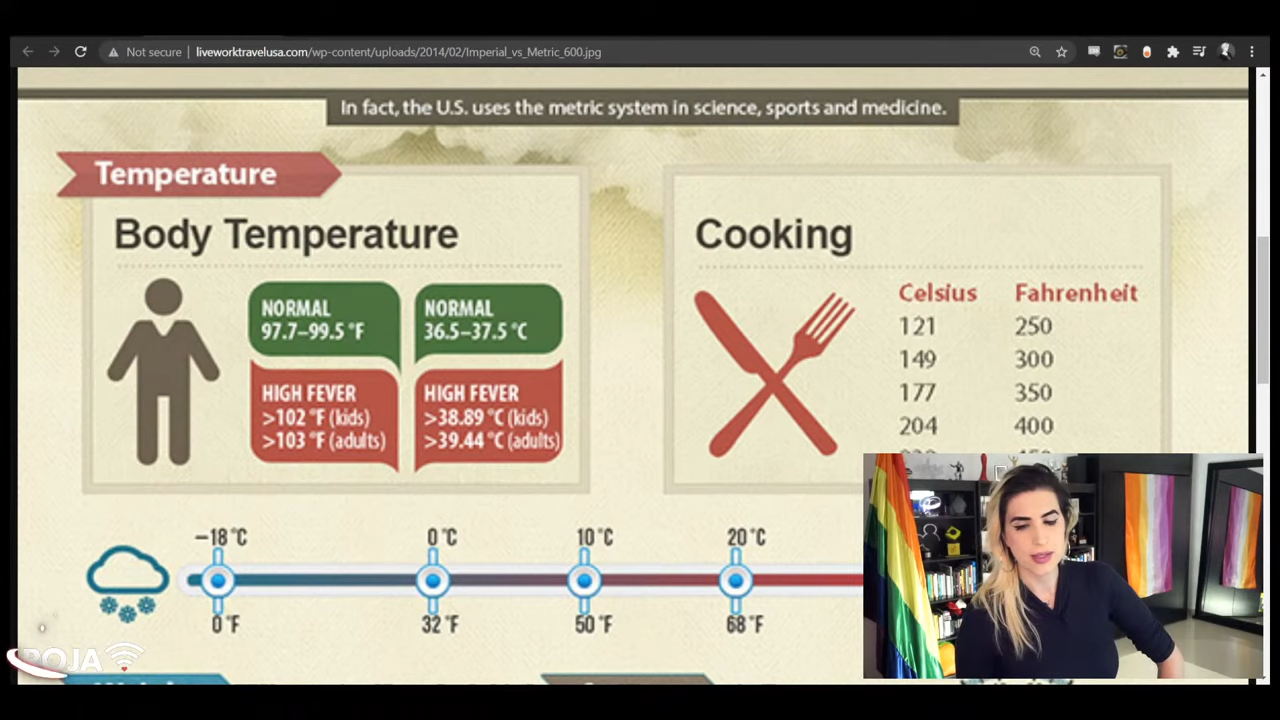 Not secure
liveworktravelusa.com/wp-content/uploads/2014/02/Imperial_vs_Metric_600.jpg
In fact, the U.S. uses the metric system in science, sports and medicine.
Temperature
Body Temperature
NORMAL
97.7–99.5 °F
NORMAL
36.5–37.5 °C
HIGH FEVER
>102 °F (kids)
>103 °F (adults)
HIGH FEVER
>38.89 °C (kids)
>39.44 °C (adults)
Cooking
Celsius Fahrenheit
121 250
149 300
177 350
204 400
–18 °C 0 °C 10 °C 20 °C
0 °F 32 °F 50 °F 68 °F
ROJA